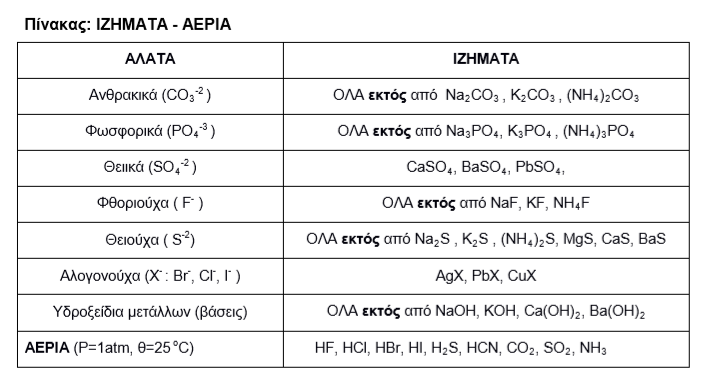 Πίνακας: ΙΖΗΜΑΤΑ - ΑΕΡΙΑ
ΑΛΑΤΑ ΙΖΗΜΑΤΑ
Ανθρακικά (CO₃⁻²) ΟΛΑ εκτός από Na₂CO₃ , K₂CO₃ , (NH₄)₂CO₃
Φωσφορικά (PO₄⁻³) ΟΛΑ εκτός από Na₃PO₄, K₃PO₄ , (NH₄)₃PO₄
Θειικά (SO₄⁻²) CaSO₄, BaSO₄, PbSO₄,
Φθοριούχα ( F⁻ ) ΟΛΑ εκτός από NaF, KF, NH₄F
Θειούχα ( S⁻²) ΟΛΑ εκτός από Na₂S , K₂S , (NH₄)₂S, MgS, CaS, BaS
Αλογονούχα (X⁻: Br⁻, Cl⁻, I⁻ ) AgX, PbX, CuX
Υδροξείδια μετάλλων (βάσεις) ΟΛΑ εκτός από NaOH, KOH, Ca(OH)₂, Ba(OH)₂
ΑΕΡΙΑ (P=1atm, θ=25 ⁰C) HF, HCl, HBr, HI, H₂S, HCN, CO₂, SO₂, NH₃